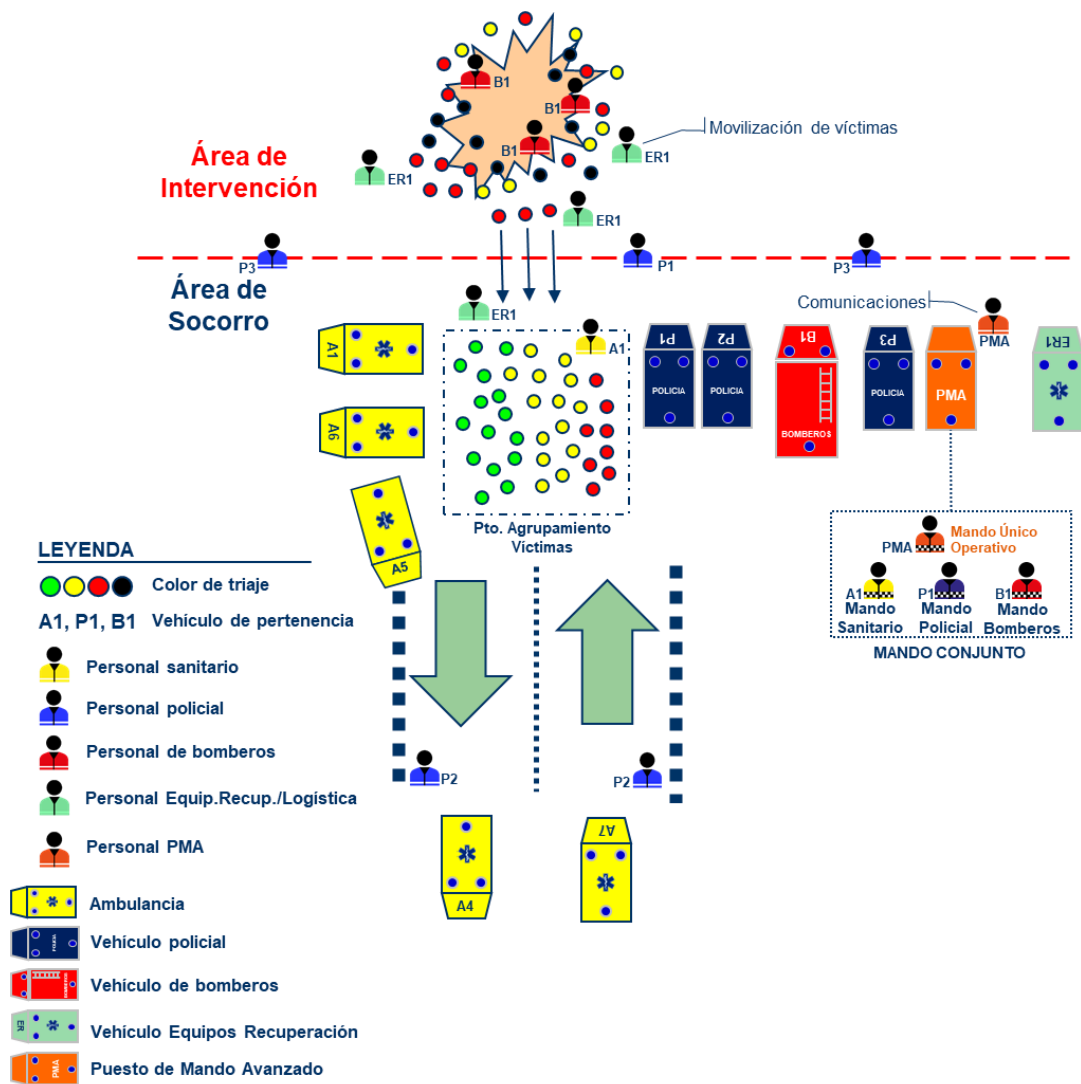 B1
B1
Movilización de víctimas
B1
ER1
Área de
Intervención
ER1
ER1
P3
P1
P3
Área de
Socorro
Comunicaciones
ER1
PMA
A1
A1
P1
P2
B1
P3
ER1
POLICIA
POLICIA
POLICIA
PMA
A6
BOMBEROS
Pto. Agrupamiento
Víctimas
PMA
Mando Único
Operativo
LEYENDA
A5
Color de triaje
A1
P1
B1
Mando
Sanitario
Mando
Policial
Mando
Bomberos
A1, P1, B1 Vehículo de pertenencia
MANDO CONJUNTO
Personal sanitario
Personal policial
Personal de bomberos
P2
P2
Personal Equip.Recup./Logística
A7
Personal PMA
A4
Ambulancia
POLICIA
Vehículo policial
BOMBEROS
Vehículo de bomberos
ER
Vehículo Equipos Recuperación
PMA
Puesto de Mando Avanzado